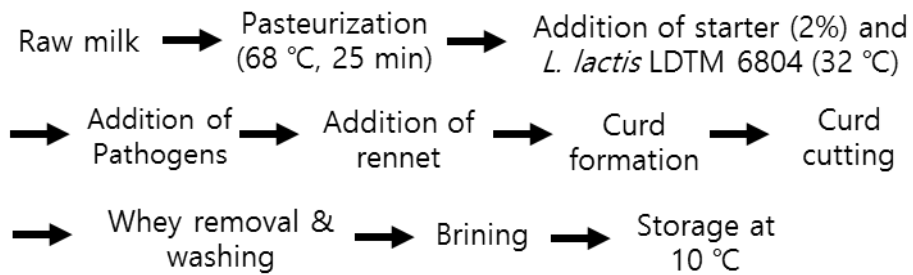 Raw milk
Pasteurization
(68 ℃, 25 min)
Addition of starter (2%) and
L. lactis LDTM 6804 (32 ℃)
Addition of
Pathogens
Addition of
rennet
Curd
formation
Curd
cutting
Whey removal &
washing
Brining
Storage at
10 ℃